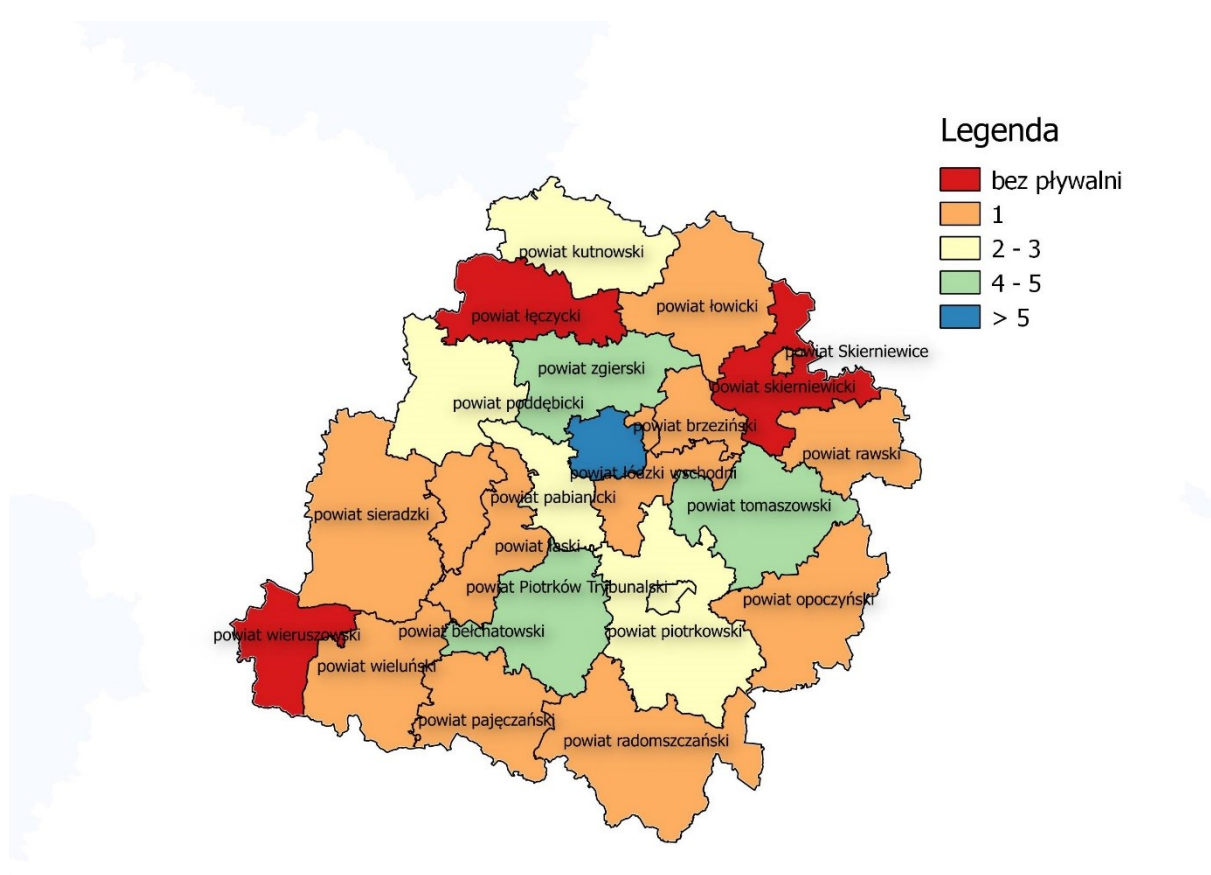 Legenda
bez pływalni
1
2 - 3
4 - 5
> 5
powiat kutnowski
powiat łęczycki
powiat łowicki
powiat Skierniewice
powiat zgierski
powiat skierniewicki
powiat poddębicki
powiat brzeziński
powiat rawski
powiat łódzki wschodni
powiat pabianicki
powiat tomaszowski
powiat sieradzki
powiat łaski
powiat Piotrków Trybunalski
powiat opoczyński
powiat wieruszowski
powiat bełchatowski
powiat piotrkowski
powiat wieluński
powiat pajęczański
powiat radomszczański